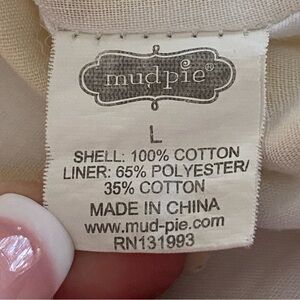 mudpie®
L
SHELL: 100% COTTON
LINER: 65% POLYESTER/
35% COTTON
MADE IN CHINA
www.mud-pie.com
RN131993